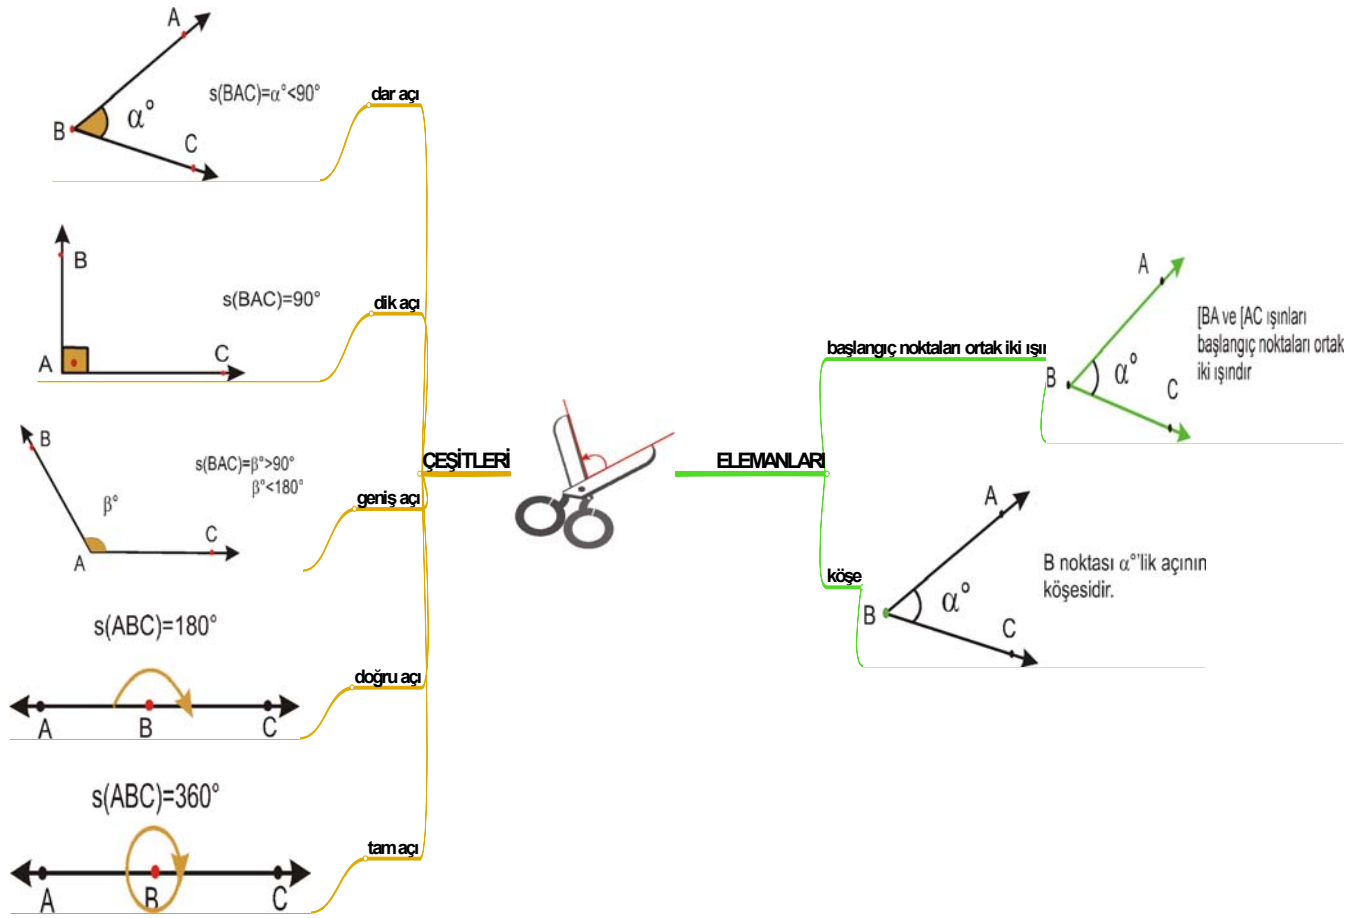 A
s(BAC)=α°<90°
dar açı
α°
B
C
B
s(BAC)=90°
dik açı
A
C
B
s(BAC)=β°>90°
β°<180°
geniş açı
β°
C
A
s(ABC)=180°
doğru açı
A
B
C
s(ABC)=360°
tam açı
A
B
C
ÇEŞİTLERİ
ELEMANLARI
başlangıç noktaları ortak iki ışı
A
[BA ve [AC ışınları
başlangıç noktaları ortak
iki ışındır
B
α°
C
köşe
A
B noktası α°'lik açının
köşesidir.
B
α°
C